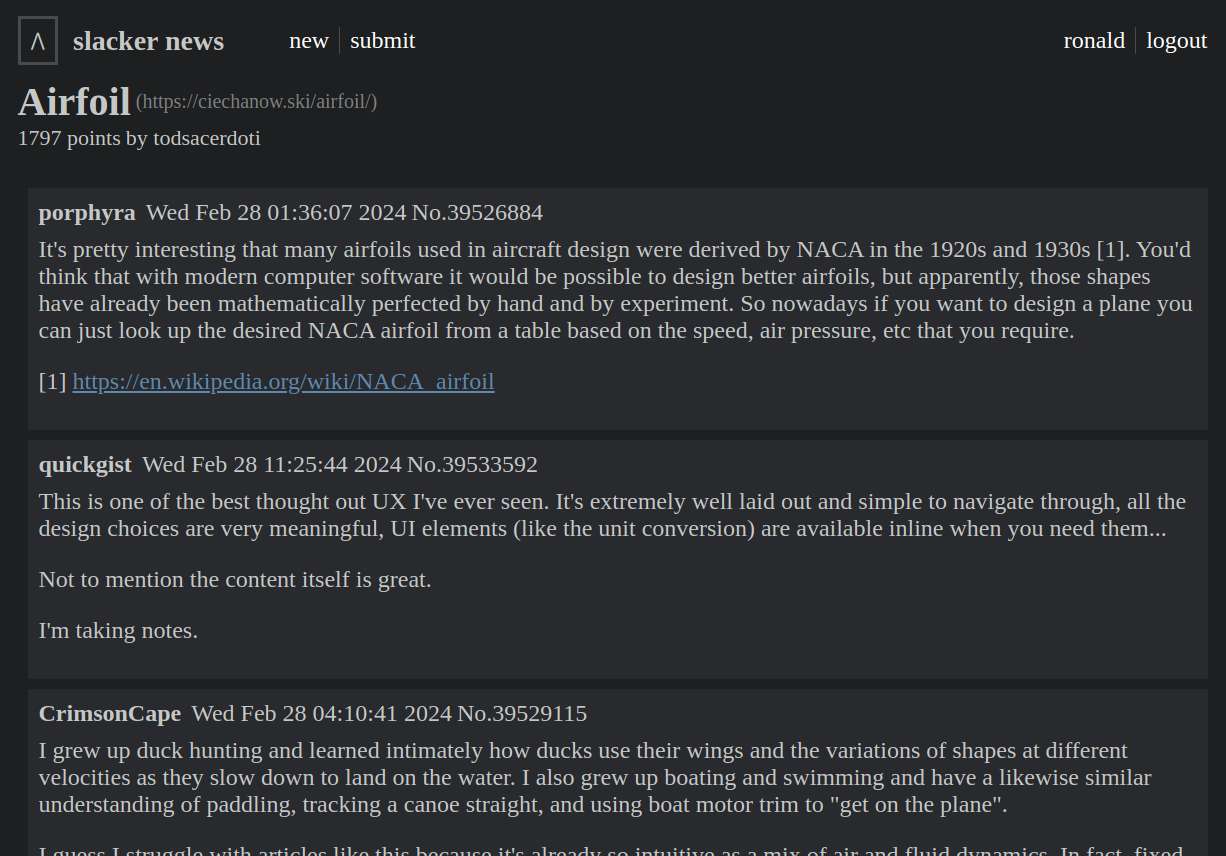 Λ slacker news new submit ronald logout
Airfoil (https://ciechanow.ski/airfoil/)
1797 points by todsacerdoti
porphyra Wed Feb 28 01:36:07 2024 No.39526884
It's pretty interesting that many airfoils used in aircraft design were derived by NACA in the 1920s and 1930s [1]. You'd
think that with modern computer software it would be possible to design better airfoils, but apparently, those shapes
have already been mathematically perfected by hand and by experiment. So nowadays if you want to design a plane you
can just look up the desired NACA airfoil from a table based on the speed, air pressure, etc that you require.
[1] https://en.wikipedia.org/wiki/NACA_airfoil
quickgist Wed Feb 28 11:25:44 2024 No.39533592
This is one of the best thought out UX I've ever seen. It's extremely well laid out and simple to navigate through, all the
design choices are very meaningful, UI elements (like the unit conversion) are available inline when you need them...
Not to mention the content itself is great.
I'm taking notes.
CrimsonCape Wed Feb 28 04:10:41 2024 No.39529115
I grew up duck hunting and learned intimately how ducks use their wings and the variations of shapes at different
velocities as they slow down to land on the water. I also grew up boating and swimming and have a likewise similar
understanding of paddling, tracking a canoe straight, and using boat motor trim to "get on the plane".
I guess I struggle with articles like this because it's already so intuitive as a mix of air and fluid dynamics. In fact, fixed